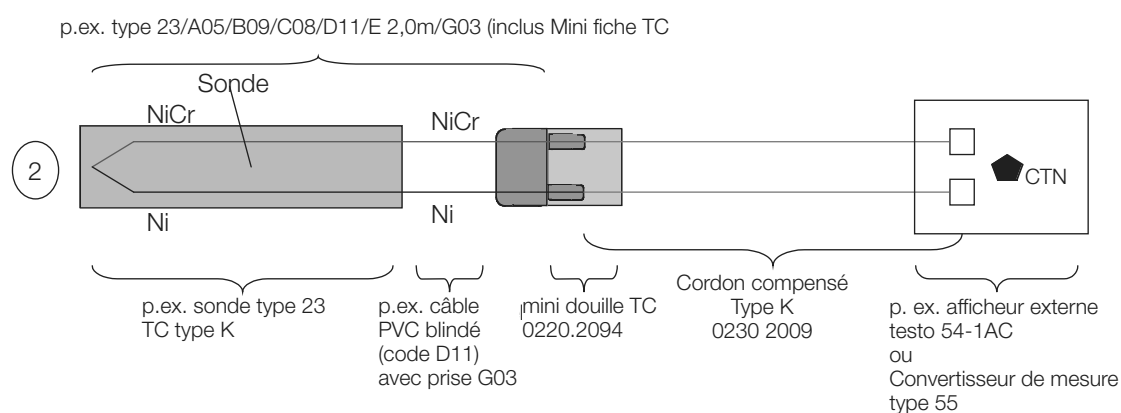 p.ex. type 23/A05/B09/C08/D11/E 2,0m/G03 (inclus Mini fiche TC
Sonde
NiCr
NiCr
2
CTN
Ni
Ni
p.ex. sonde type 23
TC type K
p.ex. câble
PVC blindé
(code D11)
avec prise G03
mini douille TC
0220.2094
Cordon compensé
Type K
0230 2009
p. ex. afficheur externe
testo 54-1AC
ou
Convertisseur de mesure
type 55